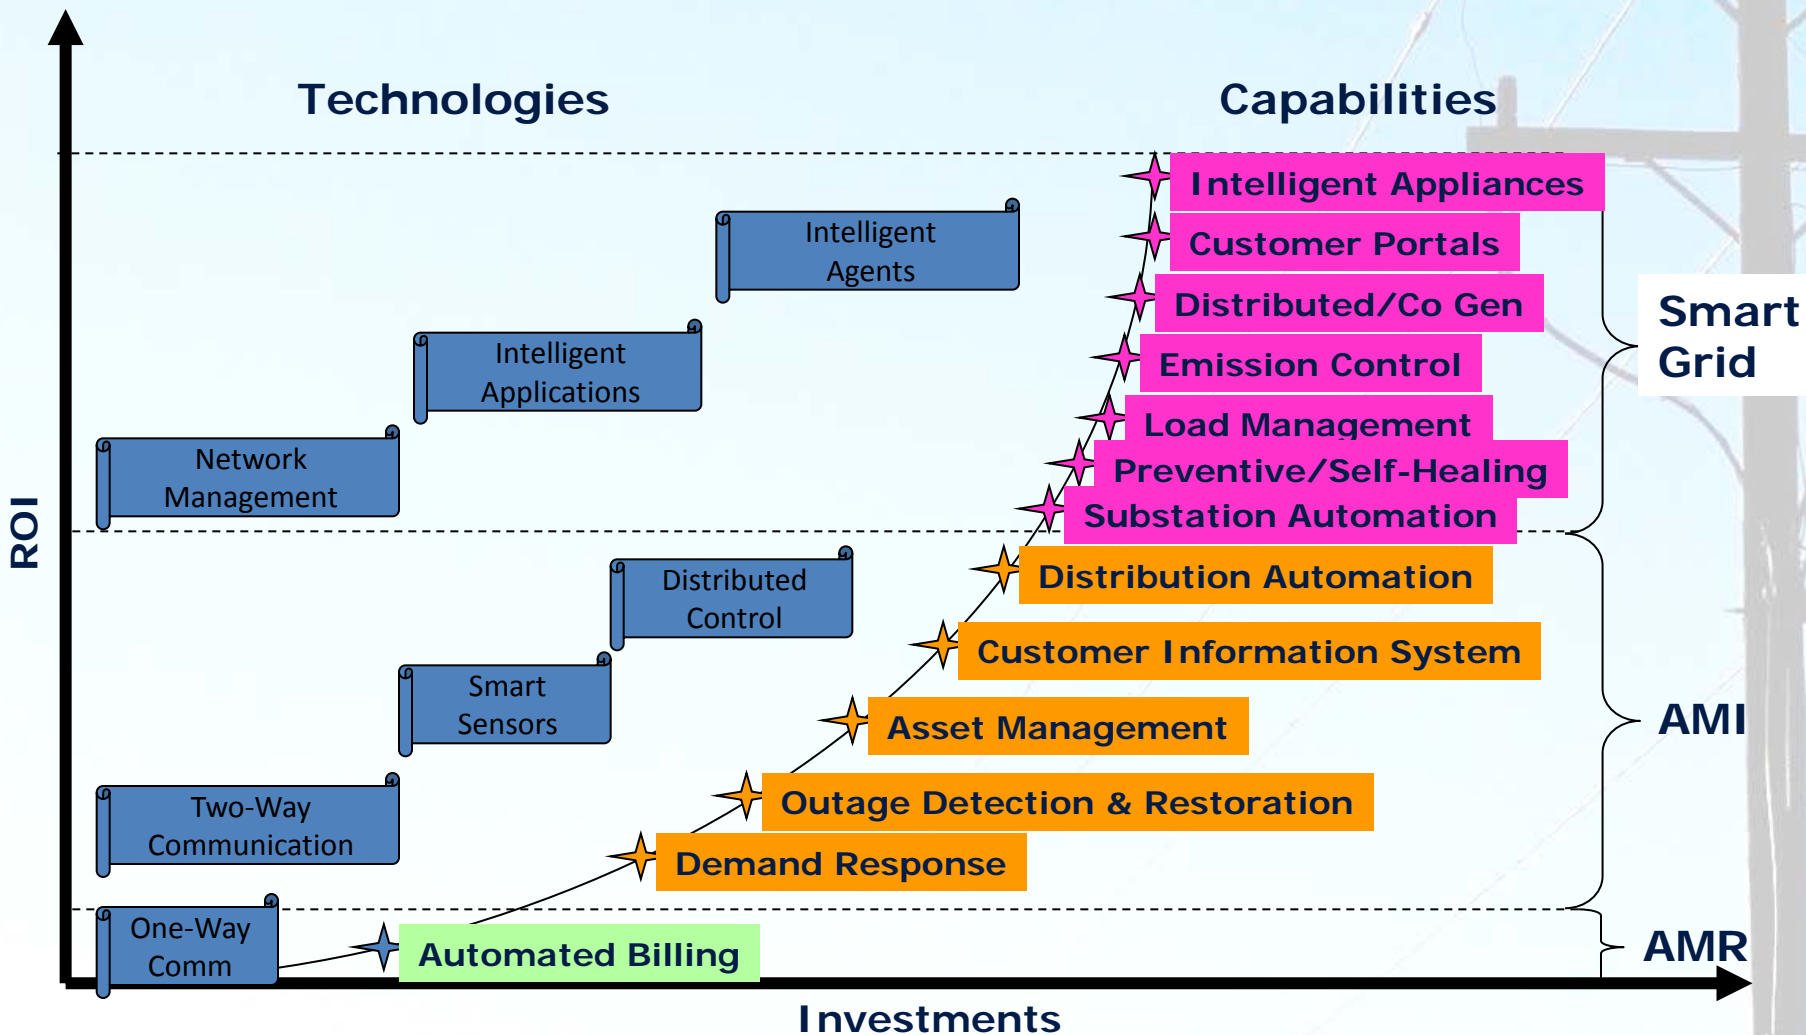 Technologies
Capabilities
Intelligent Appliances
Intelligent
Agents
Customer Portals
Distributed/Co Gen
Smart
Grid
Intelligent
Applications
Emission Control
Load Management
Network
Management
Preventive/Self-Healing
Substation Automation
ROI
Distributed
Control
Distribution Automation
Customer Information System
Smart
Sensors
Asset Management
AMI
Two-Way
Communication
Outage Detection & Restoration
Demand Response
One-Way
Comm
Automated Billing
AMR
Investments